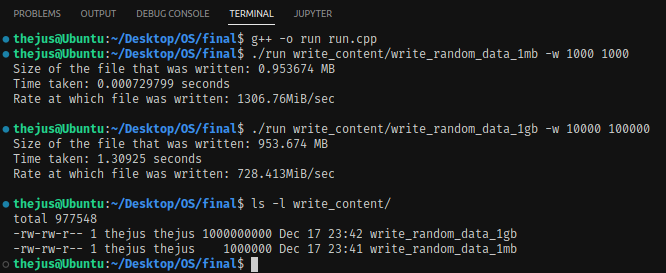 PROBLEMS OUTPUT DEBUG CONSOLE TERMINAL JUPYTER
thejus@Ubuntu:~/Desktop/OS/final$ g++ -o run run.cpp
thejus@Ubuntu:~/Desktop/OS/final$ ./run write_content/write_random_data_1mb -w 1000 1000
Size of the file that was written: 0.953674 MB
Time taken: 0.000729799 seconds
Rate at which file was written: 1306.76MiB/sec
thejus@Ubuntu:~/Desktop/OS/final$ ./run write_content/write_random_data_1gb -w 10000 100000
Size of the file that was written: 953.674 MB
Time taken: 1.30925 seconds
Rate at which file was written: 728.413MiB/sec
thejus@Ubuntu:~/Desktop/OS/final$ ls -l write_content/
total 977548
-rw-rw-r-- 1 thejus thejus 1000000000 Dec 17 23:42 write_random_data_1gb
-rw-rw-r-- 1 thejus thejus    1000000 Dec 17 23:41 write_random_data_1mb
thejus@Ubuntu:~/Desktop/OS/final$